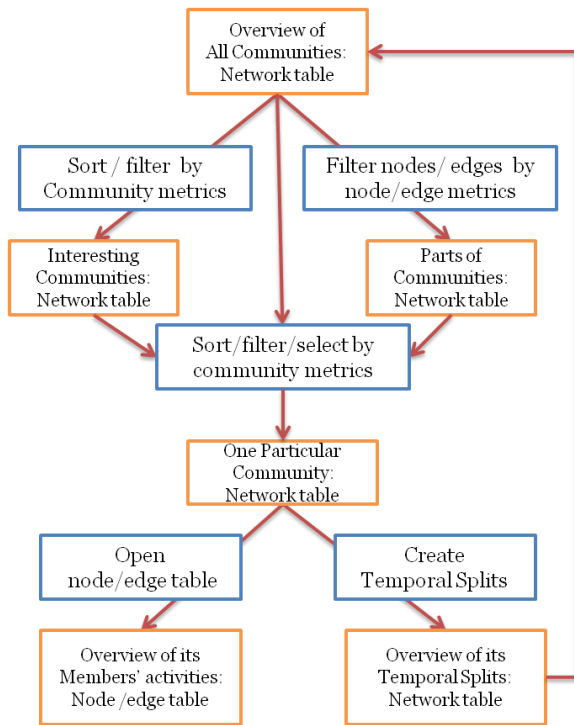 Overview of
All Communities:
Network table
Sort / filter by
Community metrics
Filter nodes/ edges by
node/edge metrics
Interesting
Communities:
Network table
Parts of
Communities:
Network table
Sort/filter/select by
community metrics
One Particular
Community:
Network table
Open
node/edge table
Create
Temporal Splits
Overview of its
Members' activities:
Node /edge table
Overview of its
Temporal Splits:
Network table